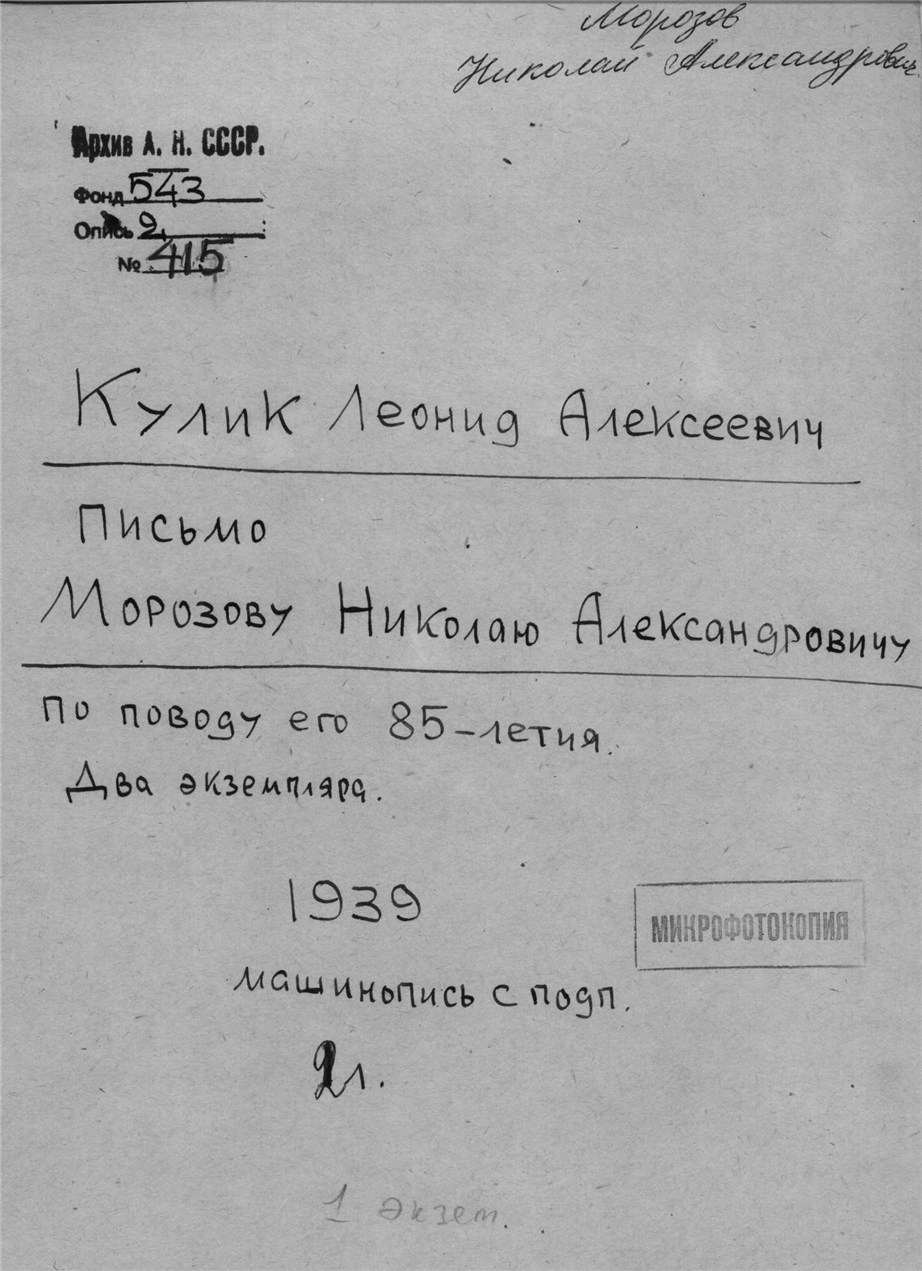 Морозов
Николай Александрович
Архив А. Н. СССР.
Фонд 543
Опись 2
№ 415
Кулик Леонид Алексеевич
Письмо
Морозову Николаю Александровичу
по поводу его 85-летия.
Два экземпляра.
1939
МИКРОФОТОКОПИЯ
машинопись с подп.
2л.
1 экзем.